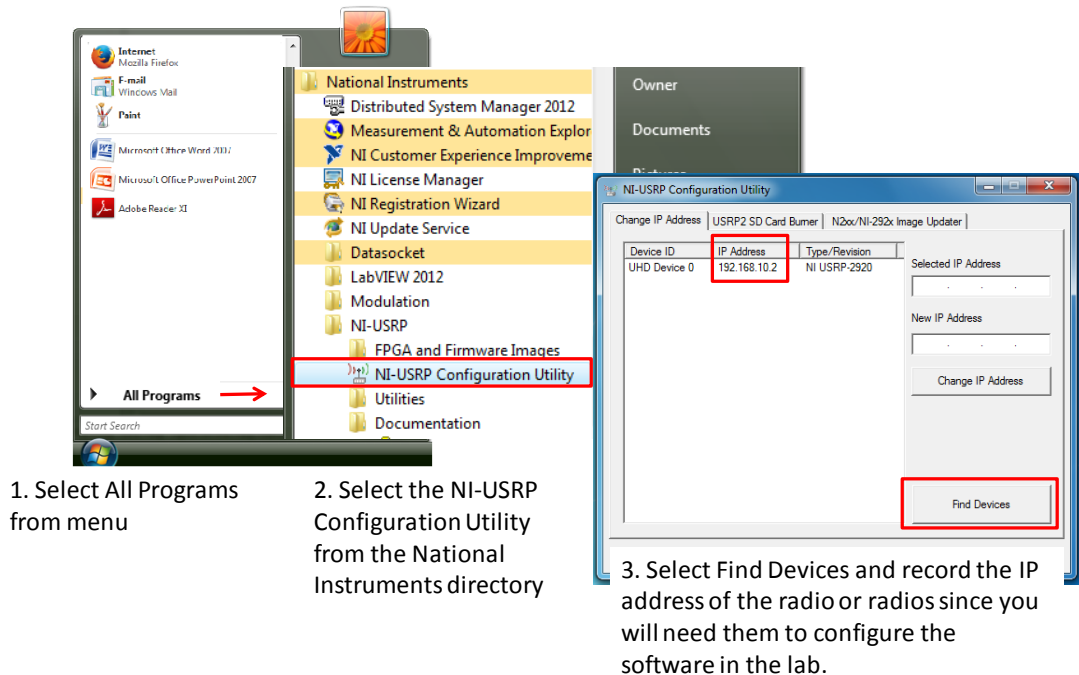 Internet
Mozilla Firefox
E-mail
Windows Mail
Paint
Microsoft Office Word 2007
Microsoft Office PowerPoint 2007
Adobe Reader XI
All Programs
Start Search
National Instruments
Distributed System Manager 2012
Measurement & Automation Explor
NI Customer Experience Improveme
NI License Manager
NI Registration Wizard
NI Update Service
Datasocket
LabVIEW 2012
Modulation
NI-USRP
FPGA and Firmware Images
NI-USRP Configuration Utility
Utilities
Documentation
Owner
Documents
Pictures
NI-USRP Configuration Utility
Change IP Address USRP2 SD Card Burner N2xx/NI-292x Image Updater
Device ID IP Address Type/Revision
UHD Device 0 192.168.10.2 NI USRP-2920
Selected IP Address
New IP Address
Change IP Address
Find Devices
1. Select All Programs
from menu
2. Select the NI-USRP
Configuration Utility
from the National
Instruments directory
3. Select Find Devices and record the IP
address of the radio or radios since you
will need them to configure the
software in the lab.